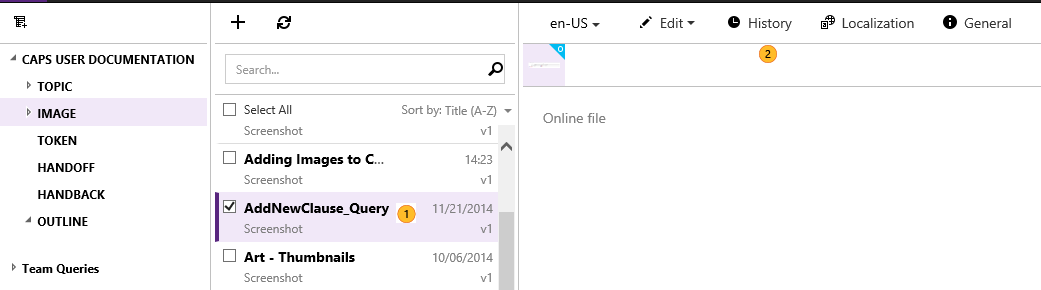 CAPS USER DOCUMENTATION
TOPIC
IMAGE
TOKEN
HANDOFF
HANDBACK
OUTLINE
Team Queries
Search...
Select All Sort by: Title (A-Z)
Screenshot v1
Adding Images to C... 14:23
Screenshot v1
AddNewClause_Query 1 11/21/2014
Screenshot v1
Art - Thumbnails 10/06/2014
Screenshot v1
en-US Edit History Localization General
2
Online file